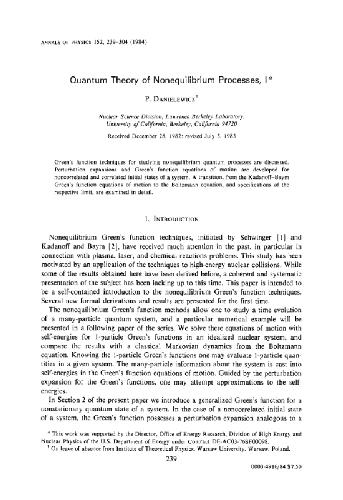 ANNALS OF PHYSICS 152, 239–304 (1984)
Quantum Theory of Nonequilibrium Processes, I*
P. DANIELEWICZ†
Nuclear Science Division, Lawrence Berkeley Laboratory,
University of California, Berkeley, California 94720
Received December 28, 1982; revised July 5, 1983
Green's function techniques for studying nonequilibrium quantum processes are discussed.
Perturbation expansions and Green's function equations of motion are developed for
noncorrelated and correlated initial states of a system. A transition, from the Kadanoff–Baym
Green's function equations of motion to the Boltzmann equation, and specifications of the
respective limit, are examined in detail.
1. INTRODUCTION
Nonequilibrium Green's function techniques, initiated by Schwinger [1] and
Kadanoff and Baym [2], have received much attention in the past, in particular in
connection with plasma, laser, and chemical reactions problems. This study has been
motivated by an application of the techniques to high energy nuclear collisions. While
some of the results obtained here have been derived before, a coherent and systematic
presentation of the subject has been lacking up to this time. This paper is intended to
be a self-contained introduction to the nonequilibrium Green's function techniques.
Several new formal derivations and results are presented for the first time.
The nonequilibrium Green's function methods allow one to study a time evolution
of a many-particle quantum system, and a particular numerical example will be
presented in a following paper of the series. We solve there equations of motion with
self-energies for 1-particle Green's functions in an idealized nuclear system, and
compare the results with a classical Markovian dynamics from the Boltzmann
equation. Knowing the 1-particle Green's functions one may evaluate 1-particle quan-
tities in a given system. The many-particle information about the system is cast into
self-energies in the Green's function equations of motion. Guided by the perturbation
expansion for the Green's functions, one may attempt approximations to the self-
energies.
In Section 2 of the present paper we introduce a generalized Green's function for a
nonstationary quantum state of a system. In the case of a noncorrelated initial state
of a system, the Green's function possesses a perturbation expansion analogous to a
* This work was supported by the Director, Office of Energy Research, Division of High Energy and
Nuclear Physics of the U.S. Department of Energy under Contract DE-AC03-76SF00098.
† On leave of absence from Institute of Theoretical Physics, Warsaw University, Warsaw, Poland.
239
0003-4916/84 $7.50